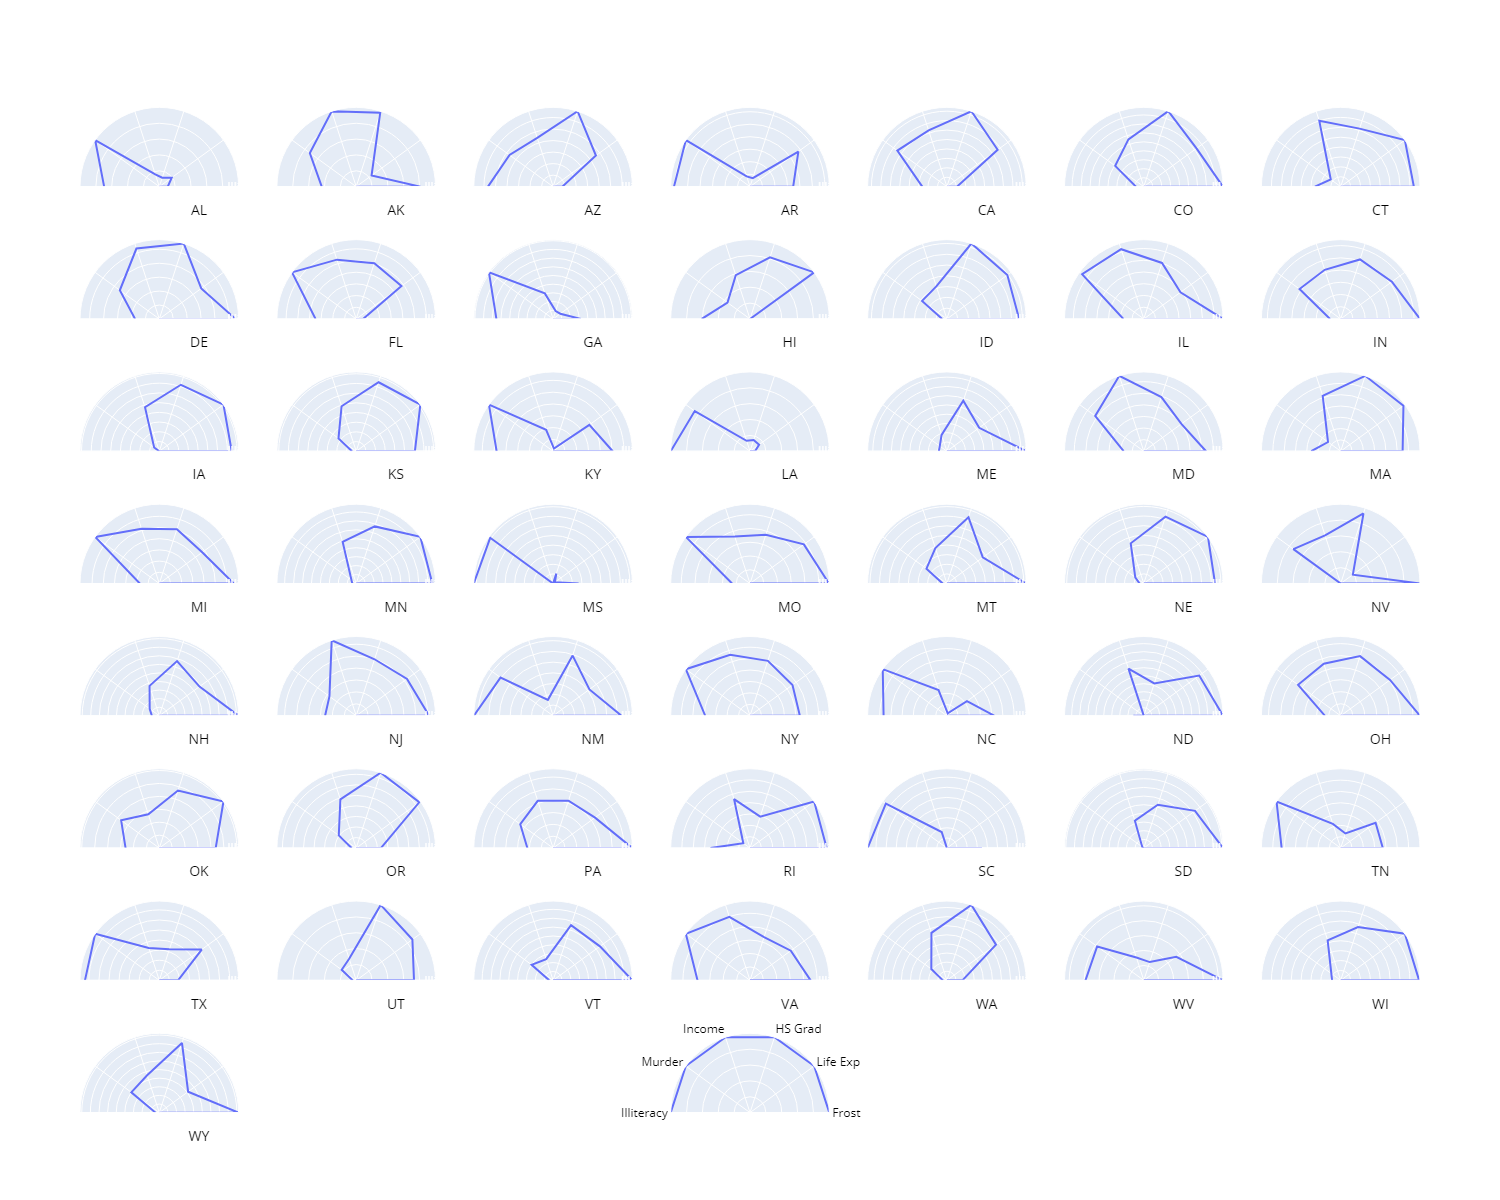 AL AK AZ AR CA CO CT
DE FL GA HI ID IL IN
IA KS KY LA ME MD MA
MI MN MS MO MT NE NV
NH NJ NM NY NC ND OH
OK OR PA RI SC SD TN
TX UT VT VA WA WV WI
Income HS Grad
Murder Life Exp
Illiteracy Frost
WY